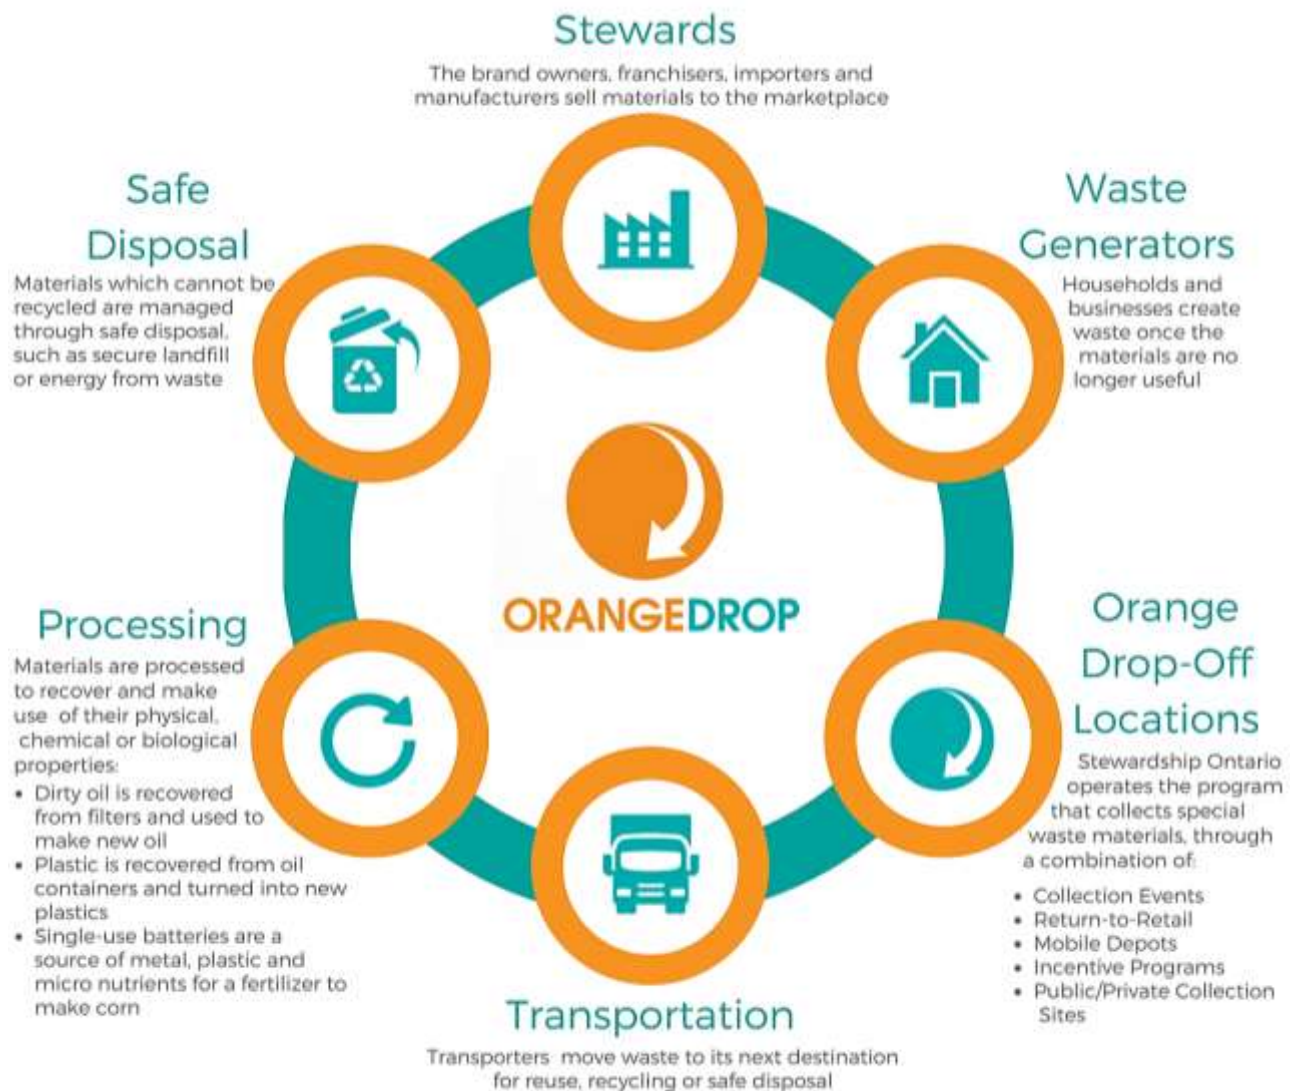 Stewards
The brand owners, franchisers, importers and
manufacturers sell materials to the marketplace
Waste
Generators
Households and
businesses create
waste once the
materials are no
longer useful
Orange
Drop-Off
Locations
Stewardship Ontario
operates the program
that collects special
waste materials, through
a combination of:
• Collection Events
• Return-to-Retail
• Mobile Depots
• Incentive Programs
• Public/Private Collection
Sites
Transportation
Transporters move waste to its next destination
for reuse, recycling or safe disposal
Processing
Materials are processed
to recover and make
use of their physical,
chemical or biological
properties:
• Dirty oil is recovered
from filters and used to
make new oil
• Plastic is recovered from oil
containers and turned into new
plastics
• Single-use batteries are a
source of metal, plastic and
micro nutrients for a fertilizer to
make corn
Safe
Disposal
Materials which cannot be
recycled are managed
through safe disposal,
such as secure landfill
or energy from waste
ORANGEDROP